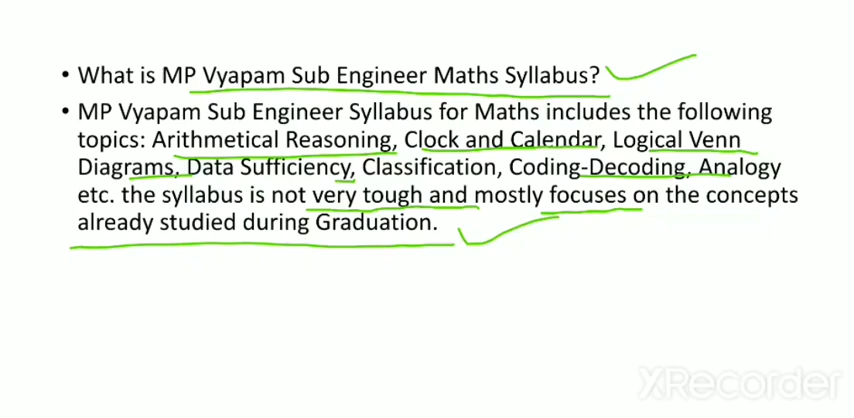 • What is MP Vyapam Sub Engineer Maths Syllabus?
• MP Vyapam Sub Engineer Syllabus for Maths includes the following
topics: Arithmetical Reasoning, Clock and Calendar, Logical Venn
Diagrams, Data Sufficiency, Classification, Coding-Decoding, Analogy
etc. the syllabus is not very tough and mostly focuses on the concepts
already studied during Graduation.
XRecorder